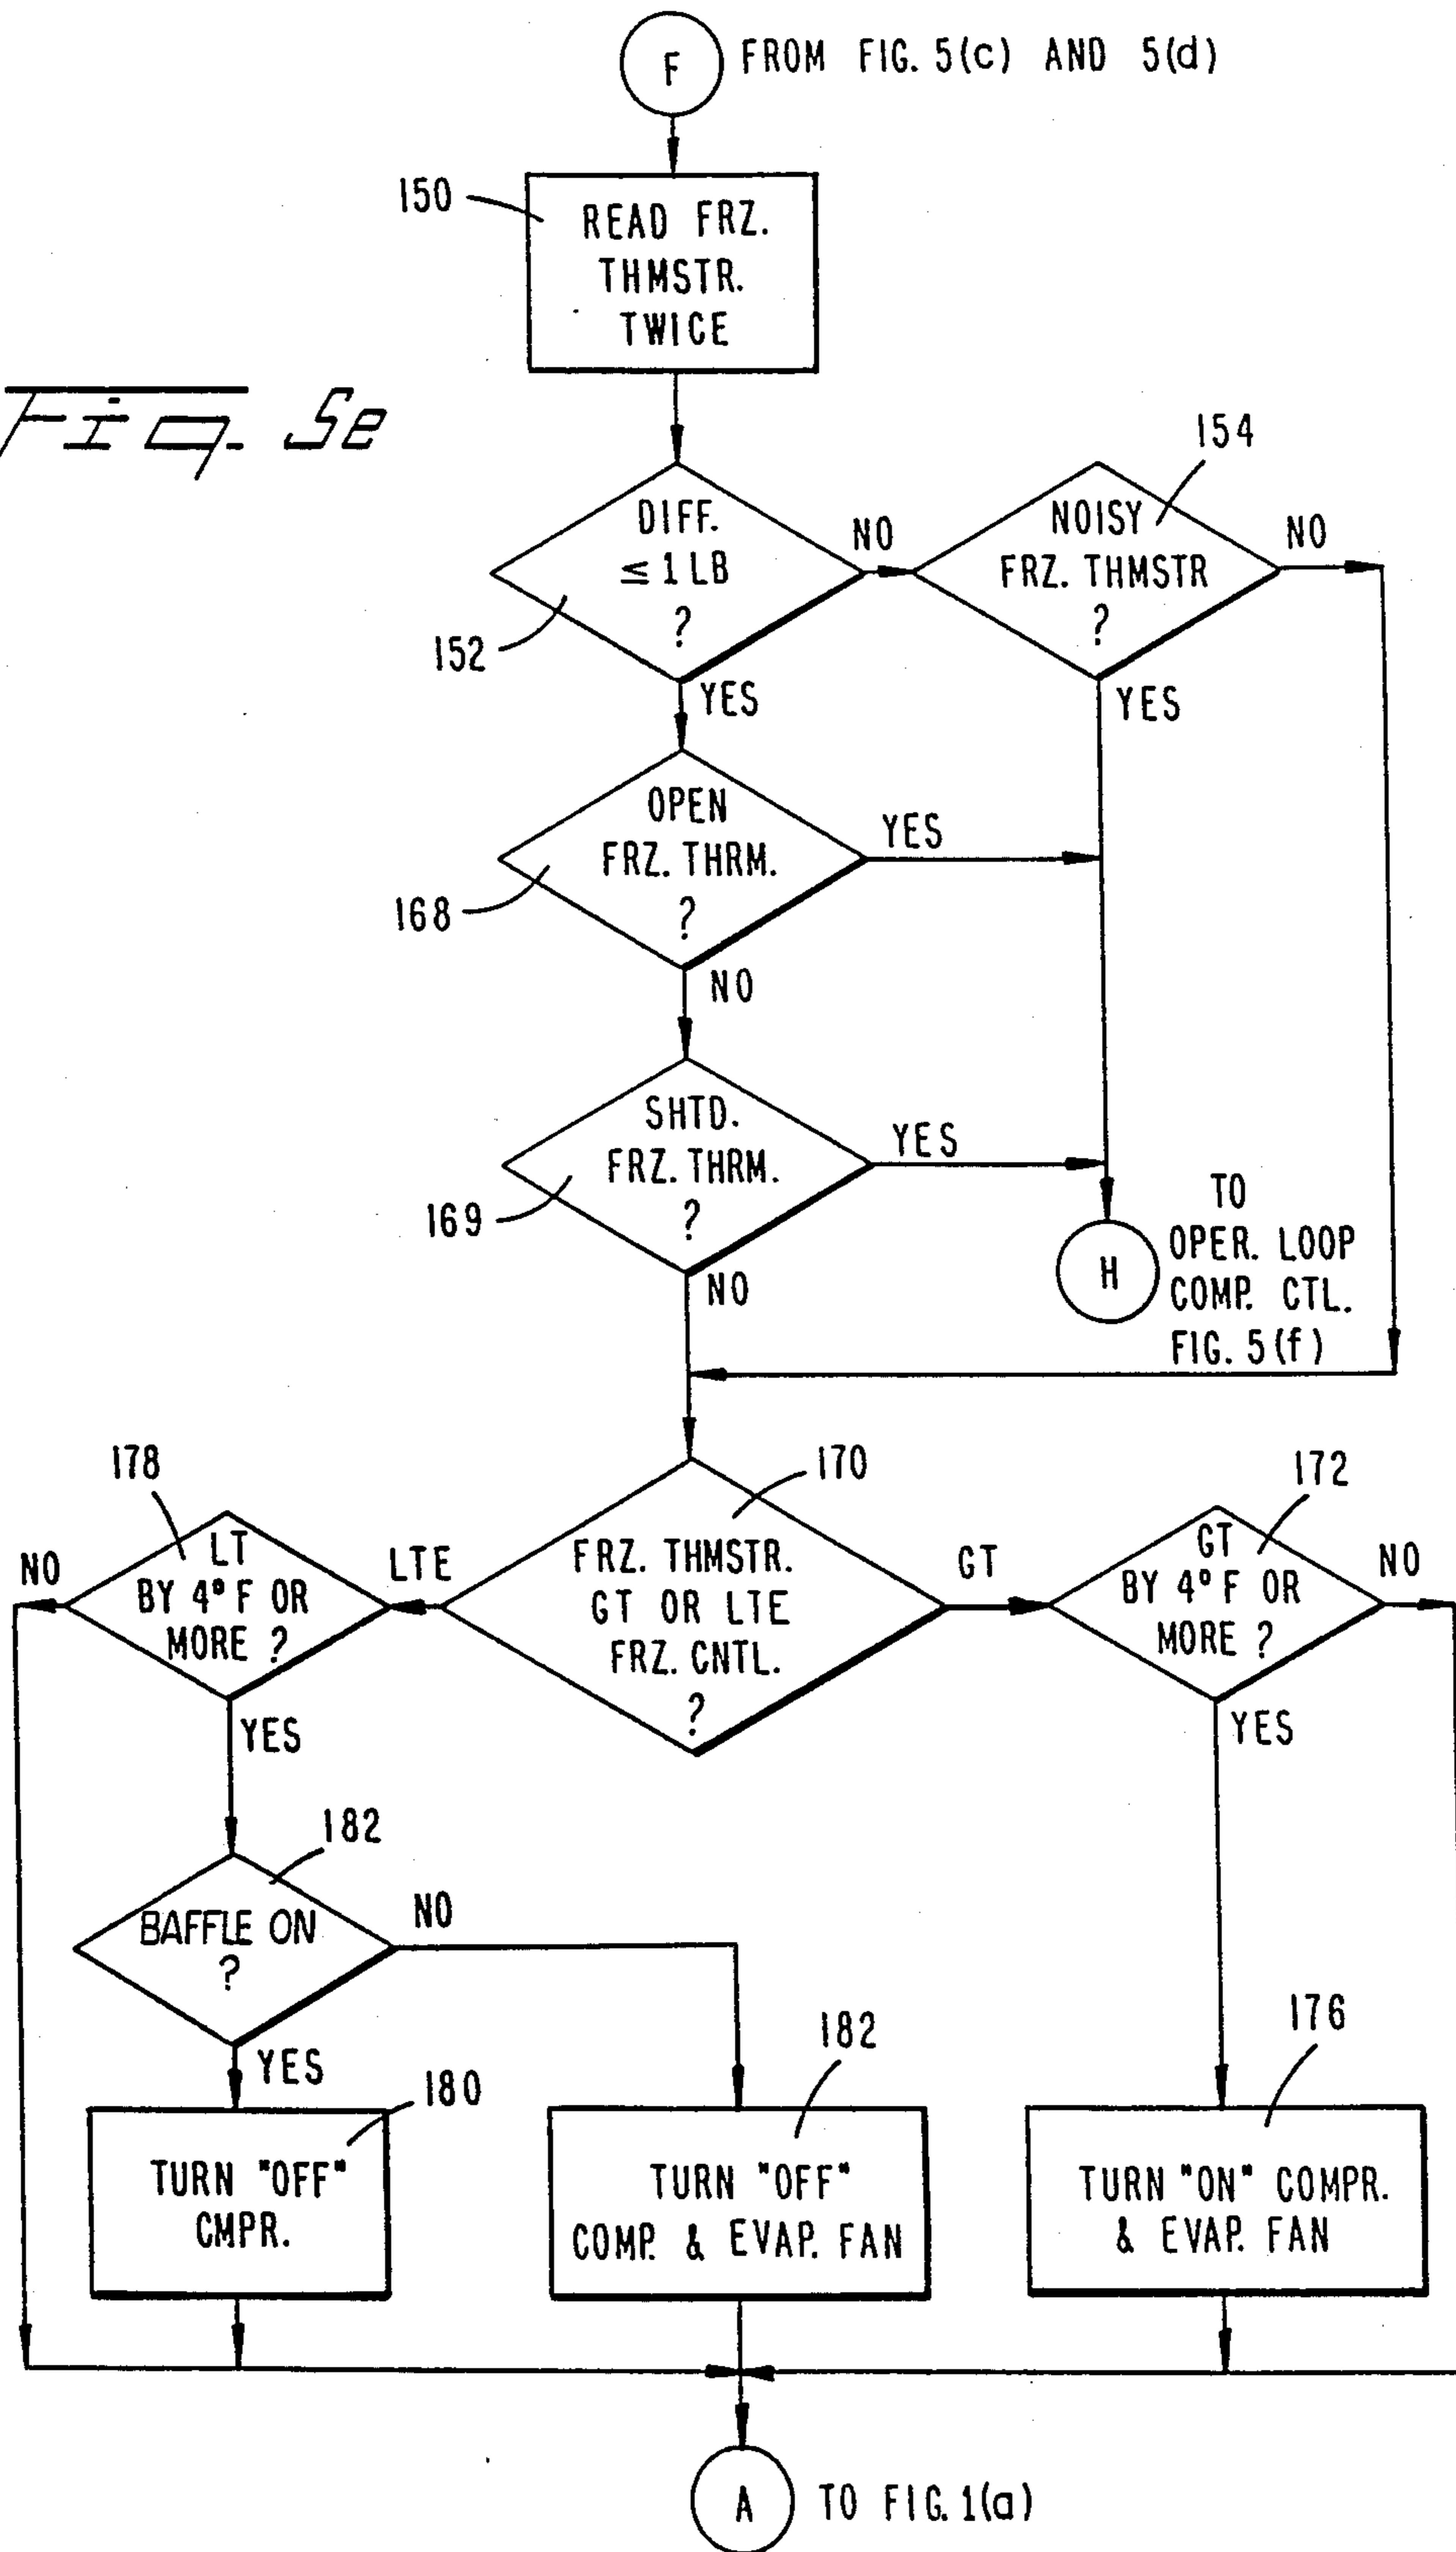 F FROM FIG. 5(c) AND 5(d)
150
READ FRZ.
THMSTR.
TWICE
Fig. 5e
154
DIFF.
≤ 1 LB
?
NO
152
YES
NOISY
FRZ. THMSTR
?
NO
YES
OPEN
FRZ. THRM.
?
YES
168
NO
SHTD.
FRZ. THRM.
?
YES
169
NO
H
TO
OPER. LOOP
COMP. CTL.
FIG. 5(f)
178
170
172
NO
LT
BY 4° F OR
MORE ?
LTE
FRZ. THMSTR.
GT OR LTE
FRZ. CNTL.
?
GT
GT
BY 4° F OR
MORE ?
NO
YES
YES
182
BAFFLE ON
?
NO
YES
180
182
176
TURN "OFF"
CMPR.
TURN "OFF"
COMP. & EVAP. FAN
TURN "ON" COMPR.
& EVAP. FAN
A TO FIG. 1(a)